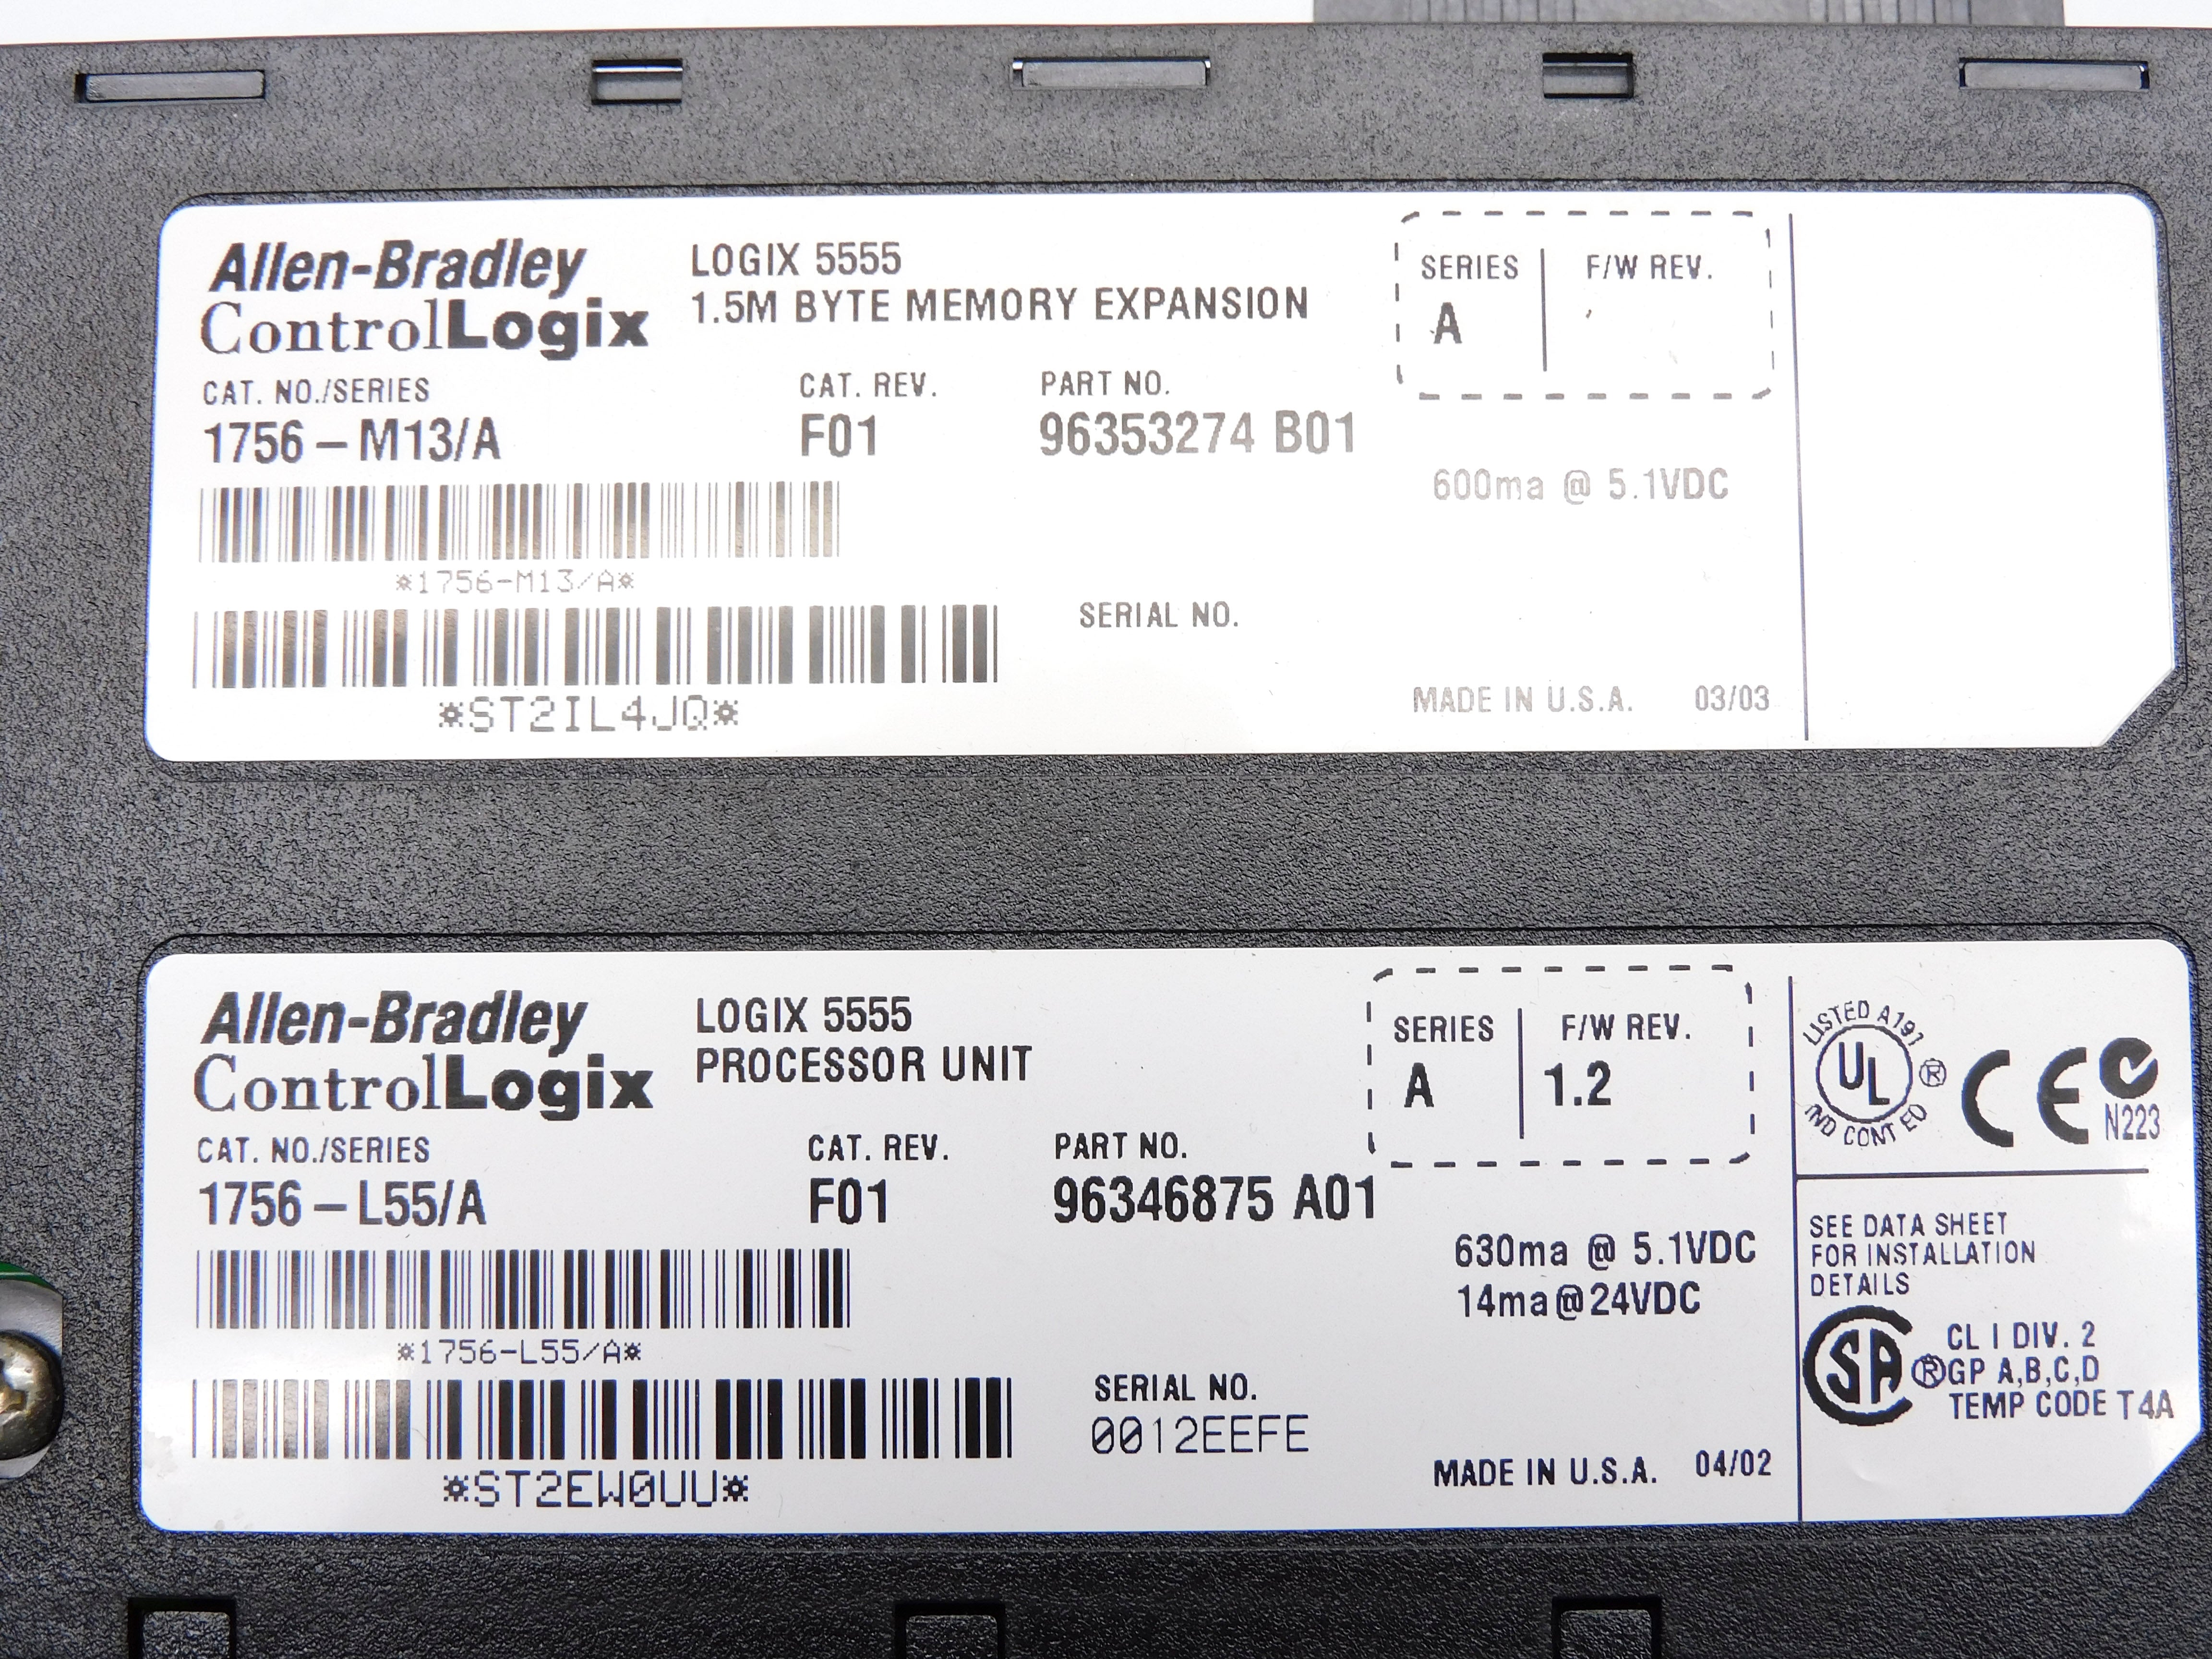 Allen-Bradley
ControlLogix
LOGIX 5555
1.5M BYTE MEMORY EXPANSION
SERIES
A
F/W REV.
CAT. NO./SERIES
1756-M13/A
CAT. REV.
F01
PART NO.
96353274 B01
600ma @ 5.1VDC
*1756-M13/A*
SERIAL NO.
*ST2IL4JQ*
MADE IN U.S.A. 03/03
Allen-Bradley
ControlLogix
LOGIX 5555
PROCESSOR UNIT
SERIES
A
F/W REV.
1.2
CAT. NO./SERIES
1756-L55/A
CAT. REV.
F01
PART NO.
96346875 A01
630ma @ 5.1VDC
14ma@24VDC
*1756-L55/A*
SERIAL NO.
0012EEFE
*ST2EW0UU*
MADE IN U.S.A. 04/02
LISTED A191
UL ®
IND CONT EQ
CE
N223
SEE DATA SHEET
FOR INSTALLATION
DETAILS
SA ®
CL I DIV. 2
GP A,B,C,D
TEMP CODE T4A